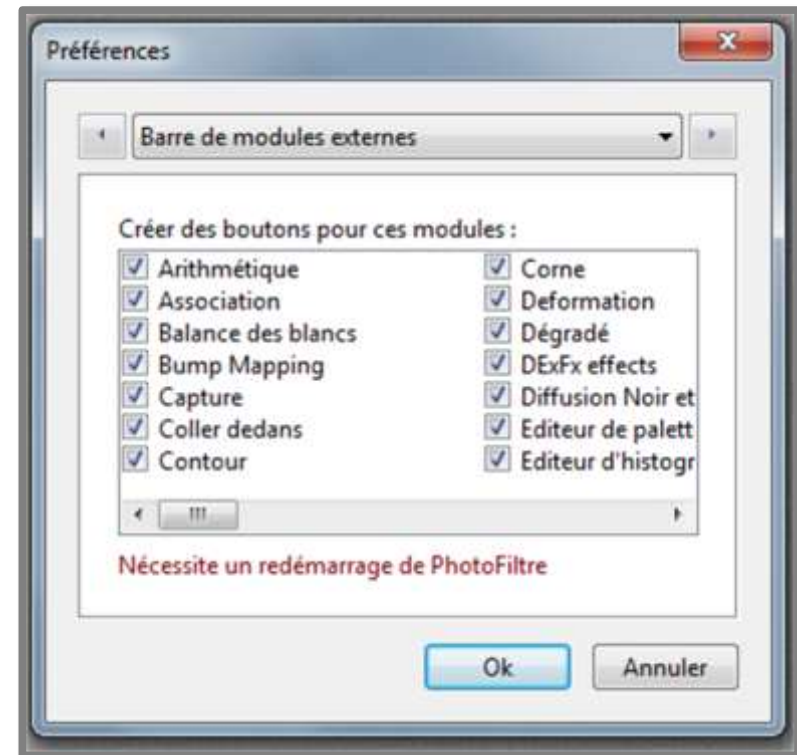 Préférences
Barre de modules externes
Créer des boutons pour ces modules :
Arithmétique
Association
Balance des blancs
Bump Mapping
Capture
Coller dedans
Contour
Corne
Deformation
Dégradé
DExFx effects
Diffusion Noir et
Editeur de palett
Editeur d'histogr
Nécessite un redémarrage de PhotoFiltre
Ok
Annuler